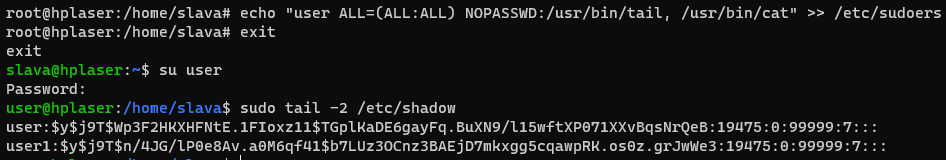 root@hplaser:/home/slava# echo "user ALL=(ALL:ALL) NOPASSWD:/usr/bin/tail, /usr/bin/cat" >> /etc/sudoers
root@hplaser:/home/slava# exit
exit
slava@hplaser:~$ su user
Password:
user@hplaser:/home/slava$ sudo tail -2 /etc/shadow
user:$y$j9T$Wp3F2HKXHFNtE.1FIoxz11$TGplKaDE6gayFq.BuXN9/l15wftXP071XXvBqsNrQeB:19475:0:99999:7:::
user1:$y$j9T$n/4JG/lP0e8Av.a0M6qf41$b7LUz3OCnz3BAEjD7mkxgg5cqawpRK.os0z.grJwWe3:19475:0:99999:7:::